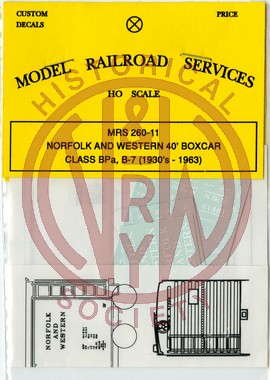 CUSTOM DECALS
PRICE
MODEL RAILROAD SERVICES
HO SCALE
MRS 260-11
NORFOLK AND WESTERN 40' BOXCAR
CLASS BPa, B-7 (1930's - 1963)
HISTORICAL
N&W
RY
SOCIETY
NORFOLK
AND
WESTERN